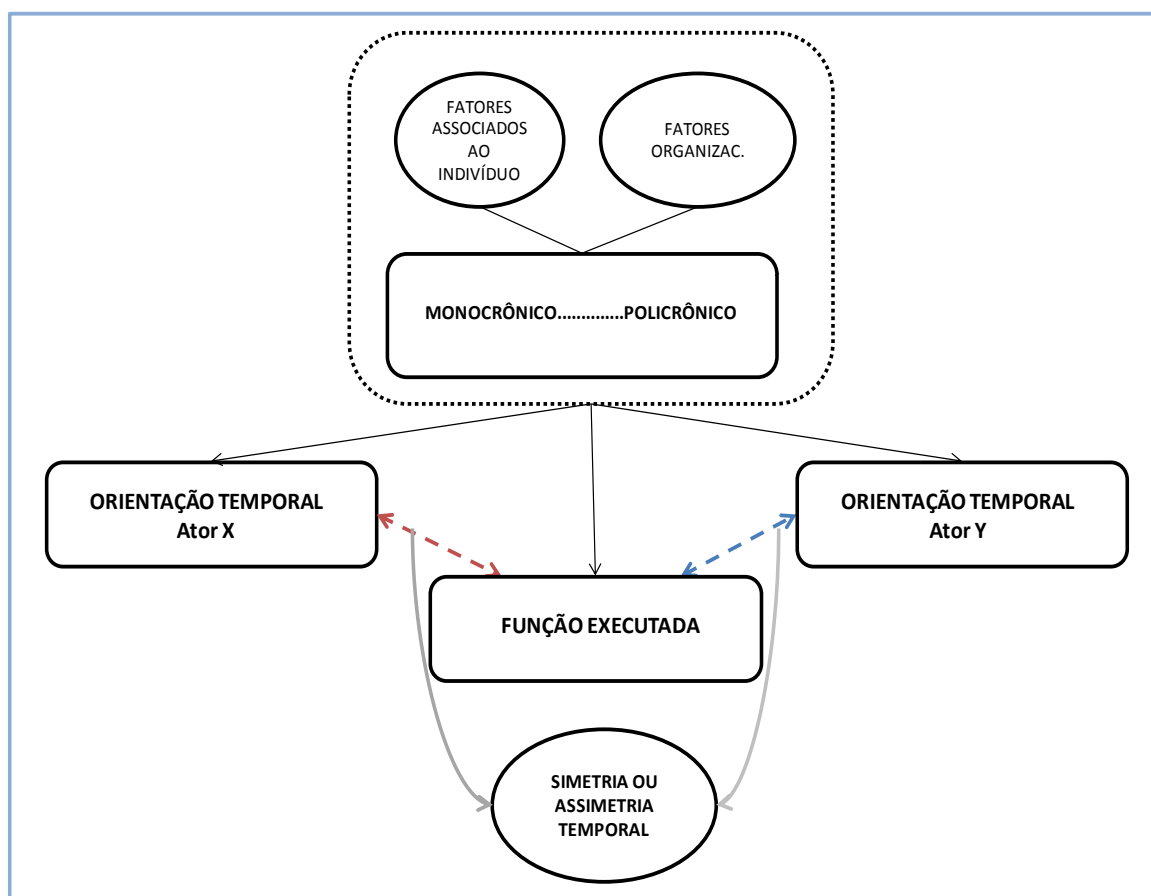 FATORES
ASSOCIADOS
AO
INDIVÍDUO
FATORES
ORGANIZAC.
MONOCRÔNICO..............POLICRÔNICO
ORIENTAÇÃO TEMPORAL
Ator X
ORIENTAÇÃO TEMPORAL
Ator Y
FUNÇÃO EXECUTADA
SIMETRIA OU
ASSIMETRIA
TEMPORAL